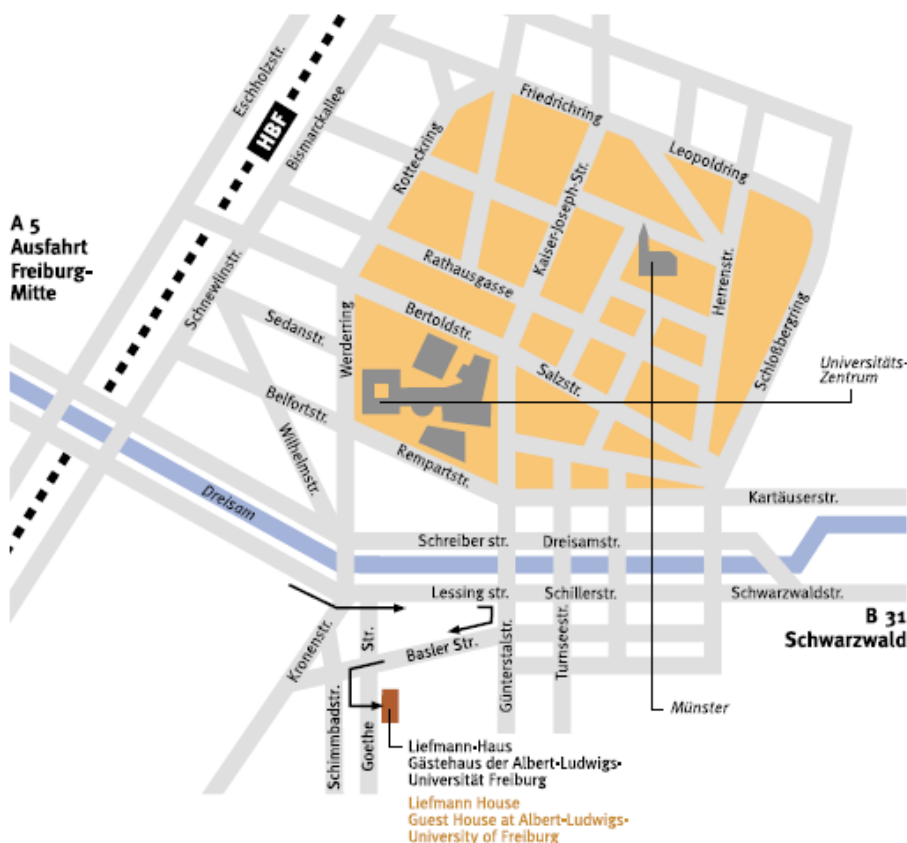 Eschholzstr.
HBF
Bismarckallee
Friedrichring
Leopoldring
Rotteckring
Kaiser-Joseph-Str.
A 5
Ausfahrt
Freiburg-
Mitte
Schnewlinstr.
Rathausgasse
Herrenstr.
Sedanstr.
Werderring
Bertoldstr.
Salzstr.
Schloßbergring
Universitäts-
Zentrum
Belfortstr.
Wilhelmstr.
Rempartstr.
Dreisam
Kartäuserstr.
Schreiber str.
Dreisamstr.
Lessing str.
Schillerstr.
Schwarzwaldstr.
B 31
Schwarzwald
Kronenstr.
Str.
Basler Str.
Günterstalstr.
Turnseestr.
Schimmbadstr.
Goethe
Münster
Liefmann-Haus
Gästehaus der Albert-Ludwigs-
Universität Freiburg
Liefmann House
Guest House at Albert-Ludwigs-
University of Freiburg